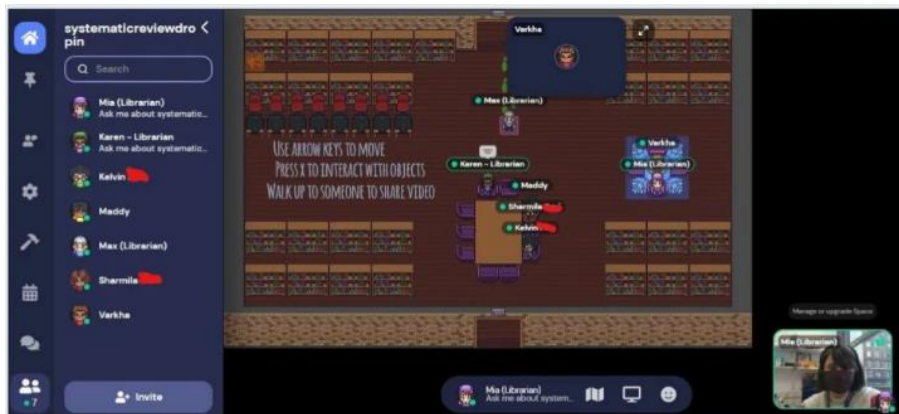 systematicreviewdro
pin
Search
Mia (Librarian)
Ask me about systematic...
Karen - Librarian
Ask me about systematic...
Kelvin
Maddy
Max (Librarian)
Sharmila
Varkha
7
Invite
Varkha
Max (Librarian)
USE ARROW KEYS TO MOVE
PRESS X TO INTERACT WITH OBJECTS
WALK UP TO SOMEONE TO SHARE VIDEO
Karen - Librarian
Maddy
Sharmila
Kelvin
Varkha
Mia (Librarian)
Manage or upgrade Space
Mia (Librarian)
Mia (Librarian)
Ask me about system...